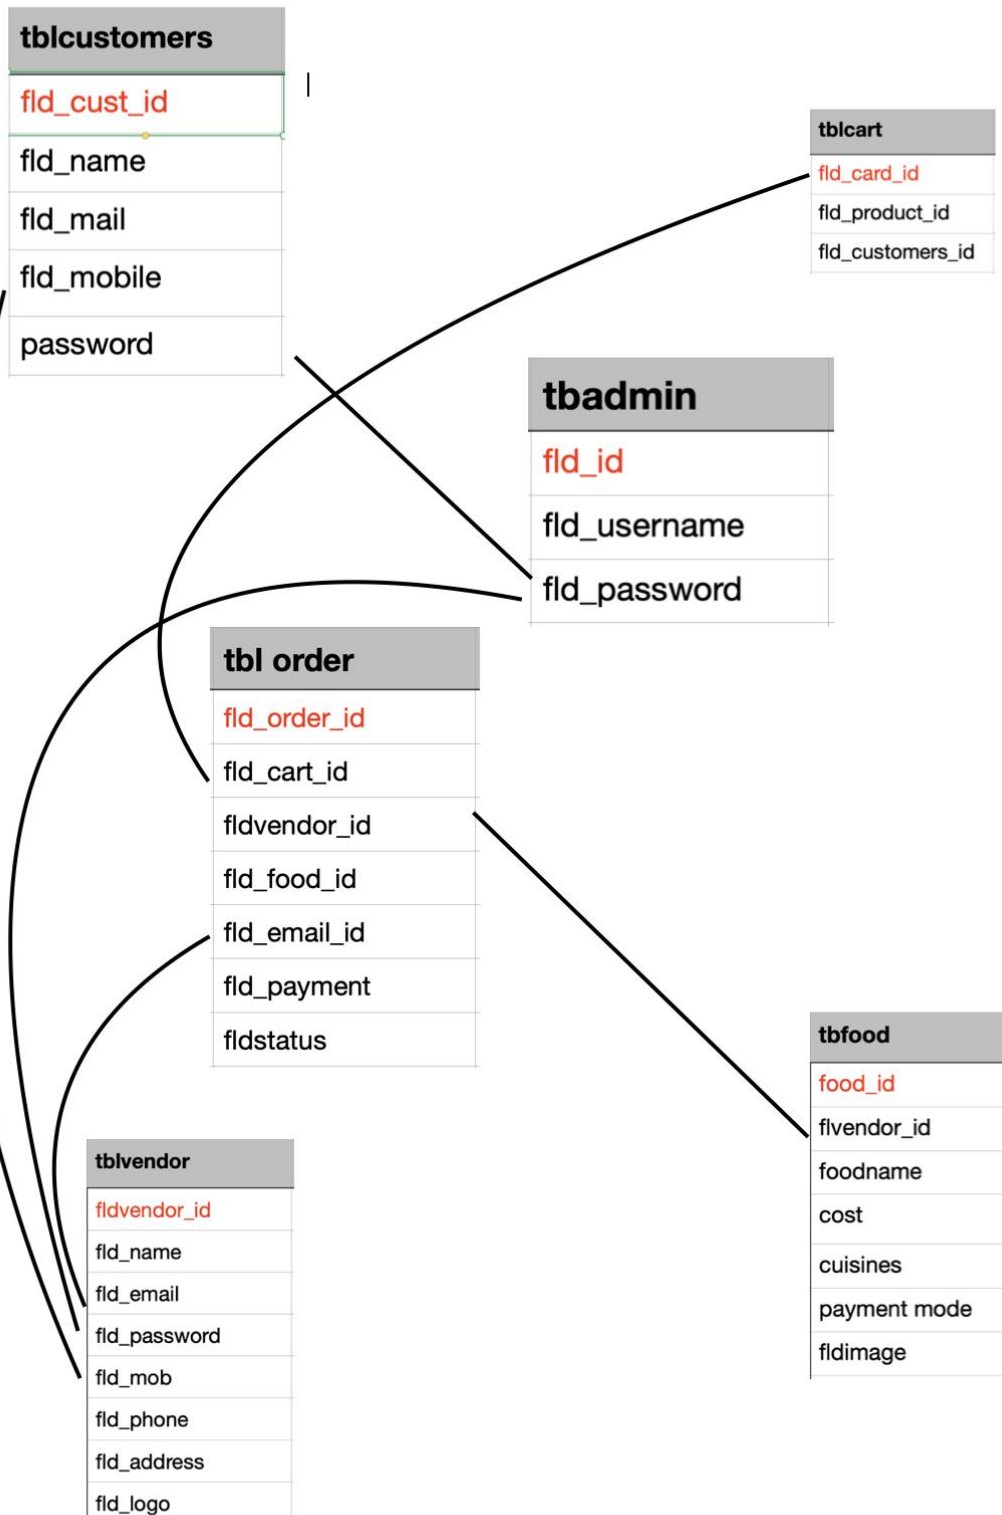 tblcustomers
fld_cust_id
fld_name
fld_mail
fld_mobile
password
tblcart
fld_card_id
fld_product_id
fld_customers_id
tbadmin
fld_id
fld_username
fld_password
tbl order
fld_order_id
fld_cart_id
fldvendor_id
fld_food_id
fld_email_id
fld_payment
fldstatus
tblvendor
fldvendor_id
fld_name
fld_email
fld_password
fld_mob
fld_phone
fld_address
fld_logo
tbfood
food_id
flvendor_id
foodname
cost
cuisines
payment mode
fldimage